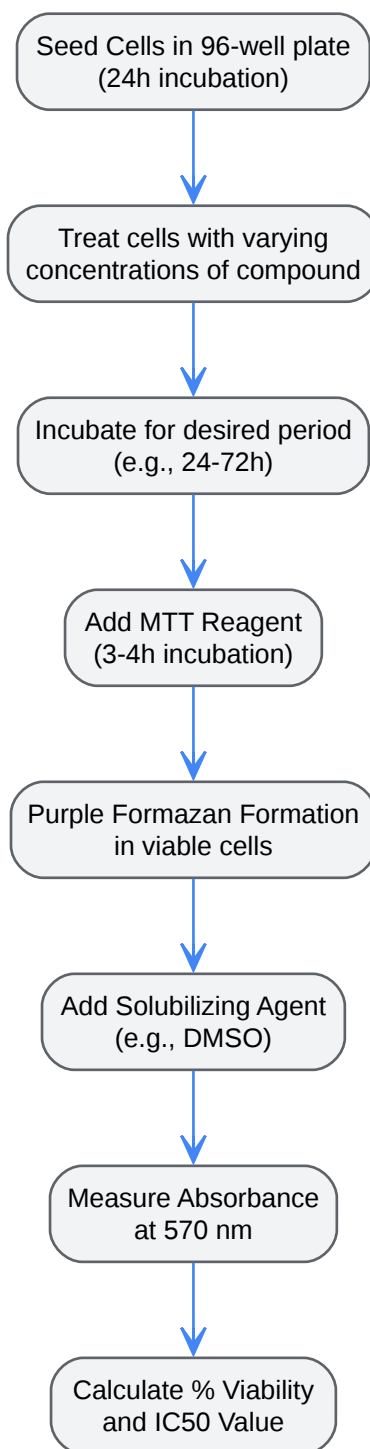 Seed Cells in 96-well plate
(24h incubation)
Treat cells with varying
concentrations of compound
Incubate for desired period
(e.g., 24-72h)
Add MTT Reagent
(3-4h incubation)
Purple Formazan Formation
in viable cells
Add Solubilizing Agent
(e.g., DMSO)
Measure Absorbance
at 570 nm
Calculate % Viability
and IC50 Value